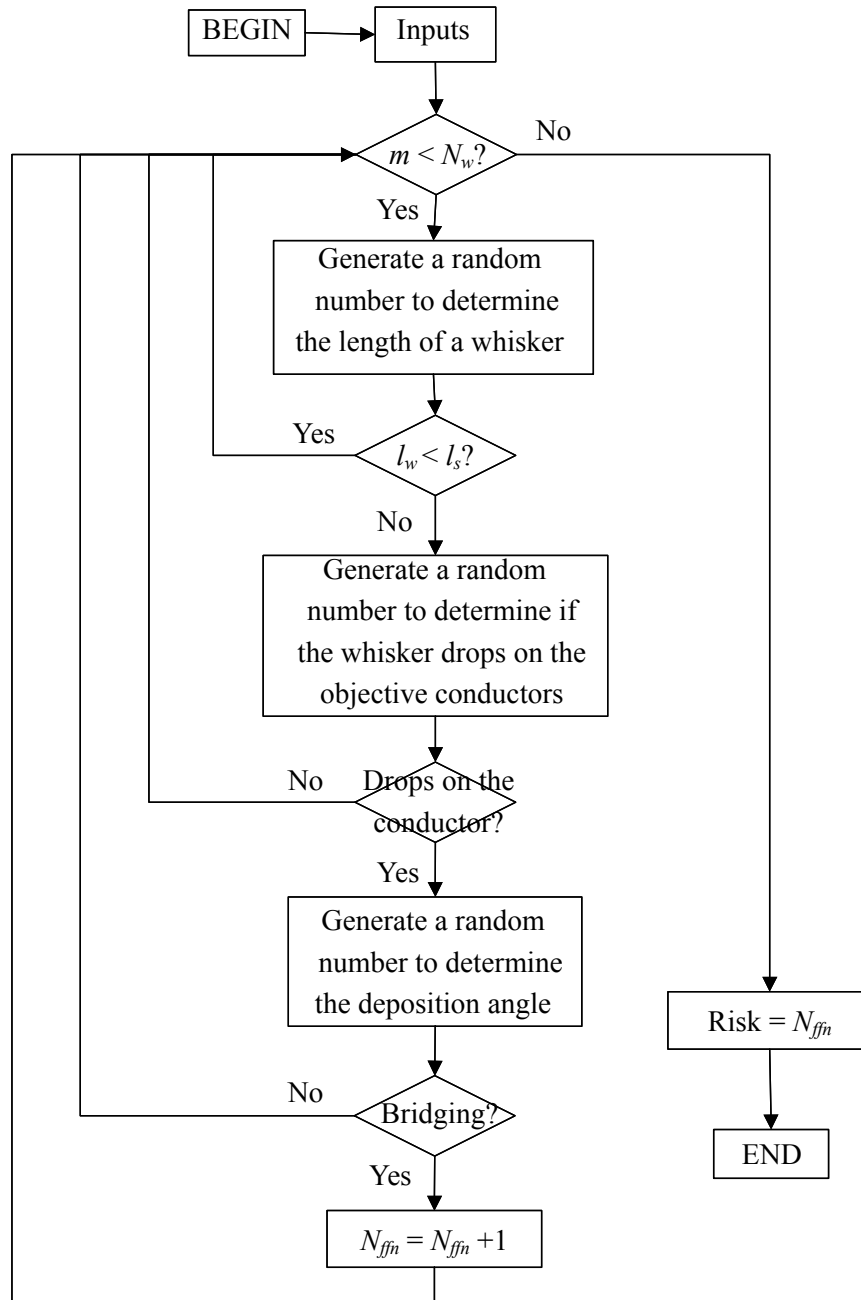 BEGIN
Inputs
m < N_w?
No
Yes
Generate a random
number to determine
the length of a whisker
Yes
l_w < l_s?
No
Generate a random
number to determine if
the whisker drops on the
objective conductors
No
Drops on the
conductor?
Yes
Generate a random
number to determine
the deposition angle
Risk = N_ffn
No
Bridging?
END
Yes
N_ffn = N_ffn +1